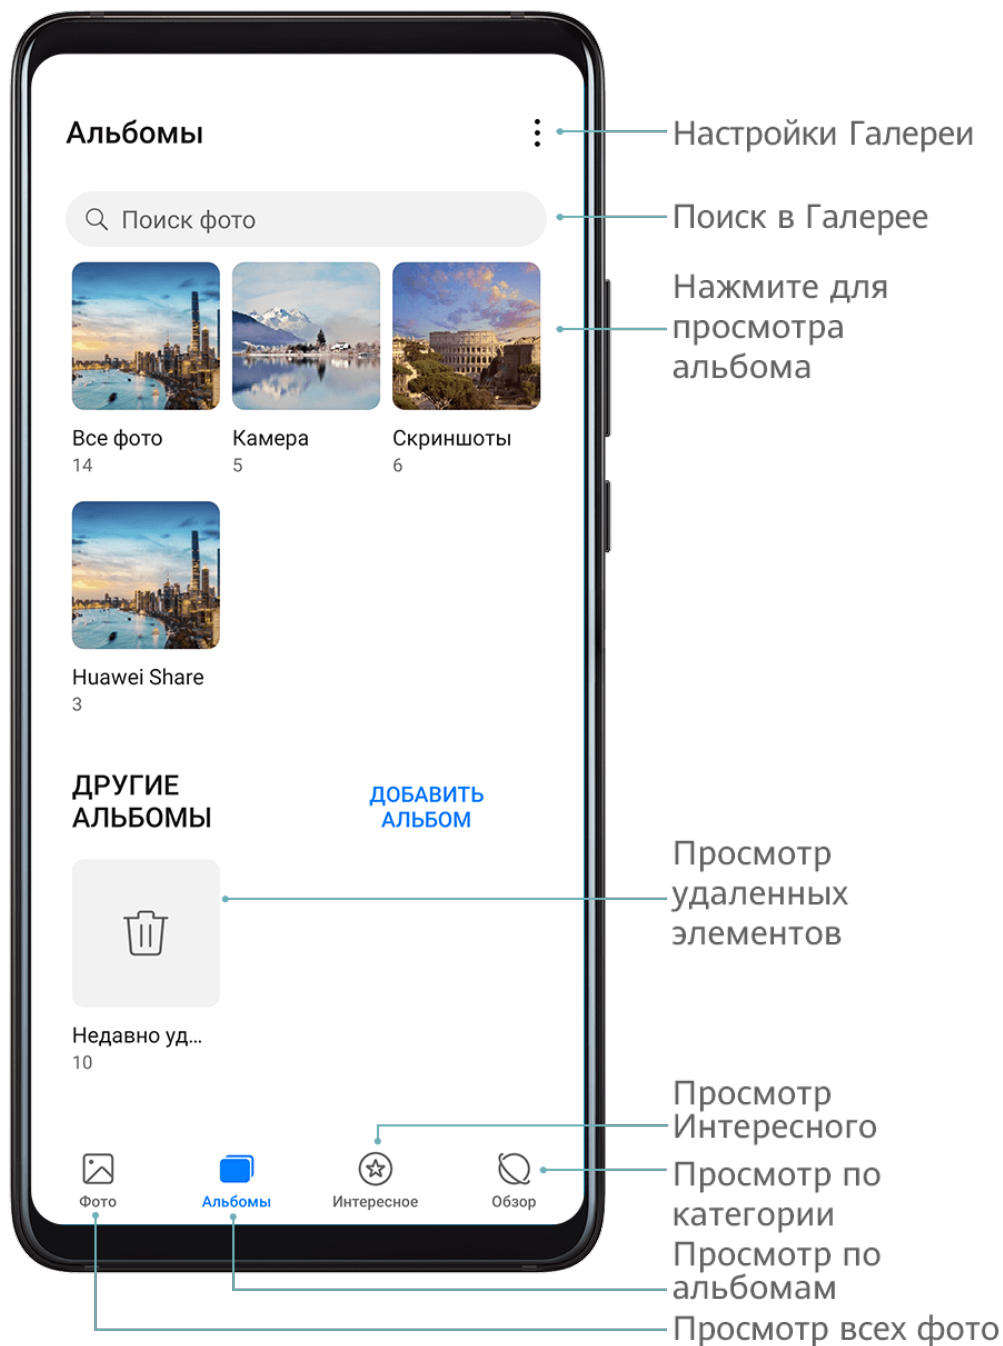 Альбомы
Настройки Галереи
Поиск фото
Поиск в Галерее
Нажмите для
просмотра
альбома
Все фото
14
Камера
5
Скриншоты
6
Huawei Share
3
ДРУГИЕ
АЛЬБОМЫ
ДОБАВИТЬ
АЛЬБОМ
Просмотр
удаленных
элементов
Недавно уд...
10
Просмотр
Интересного
Фото
Альбомы
Интересное
Обзор
Просмотр по
категории
Просмотр по
альбомам
Просмотр всех фото